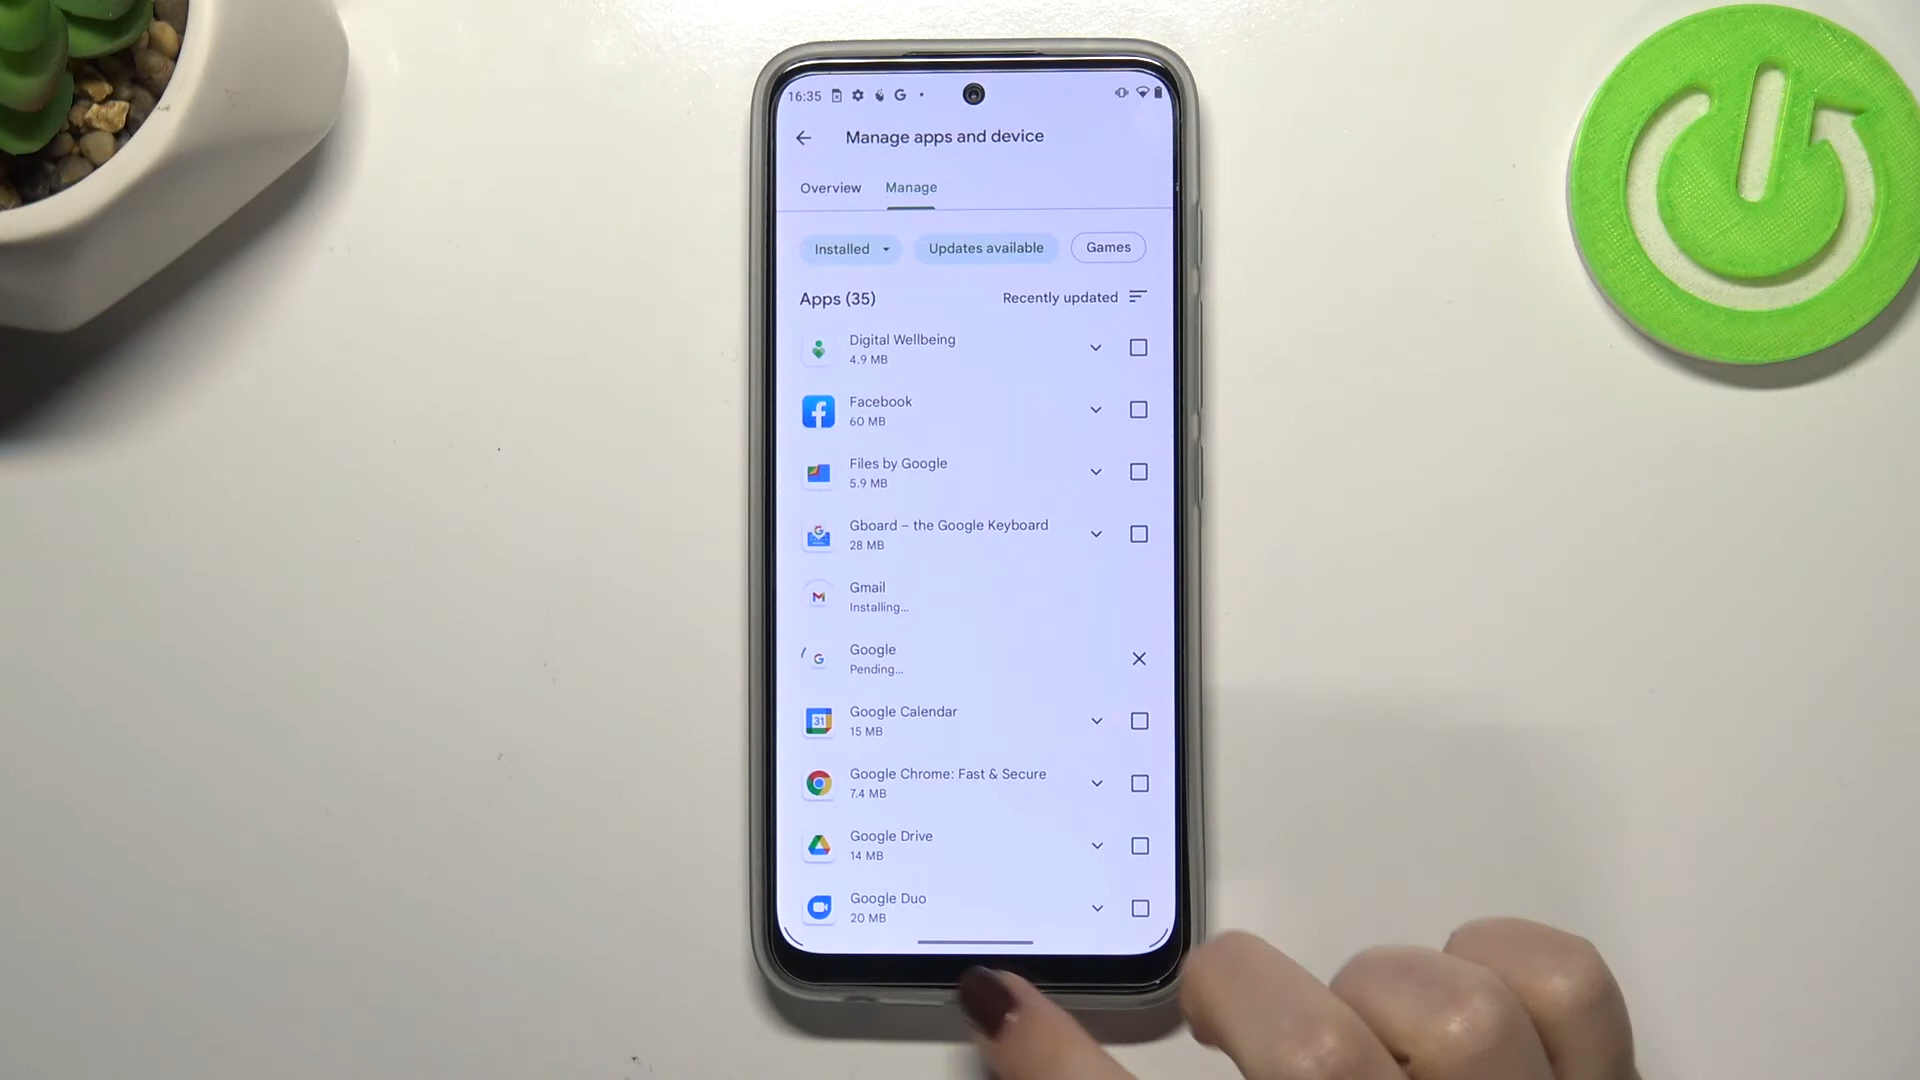 16:35
Manage apps and device
Overview Manage
Installed Updates available Games
Apps (35) Recently updated
Digital Wellbeing
4.9 MB
Facebook
60 MB
Files by Google
5.9 MB
Gboard – the Google Keyboard
28 MB
Gmail
Installing...
Google
Pending...
Google Calendar
15 MB
Google Chrome: Fast & Secure
7.4 MB
Google Drive
14 MB
Google Duo
20 MB